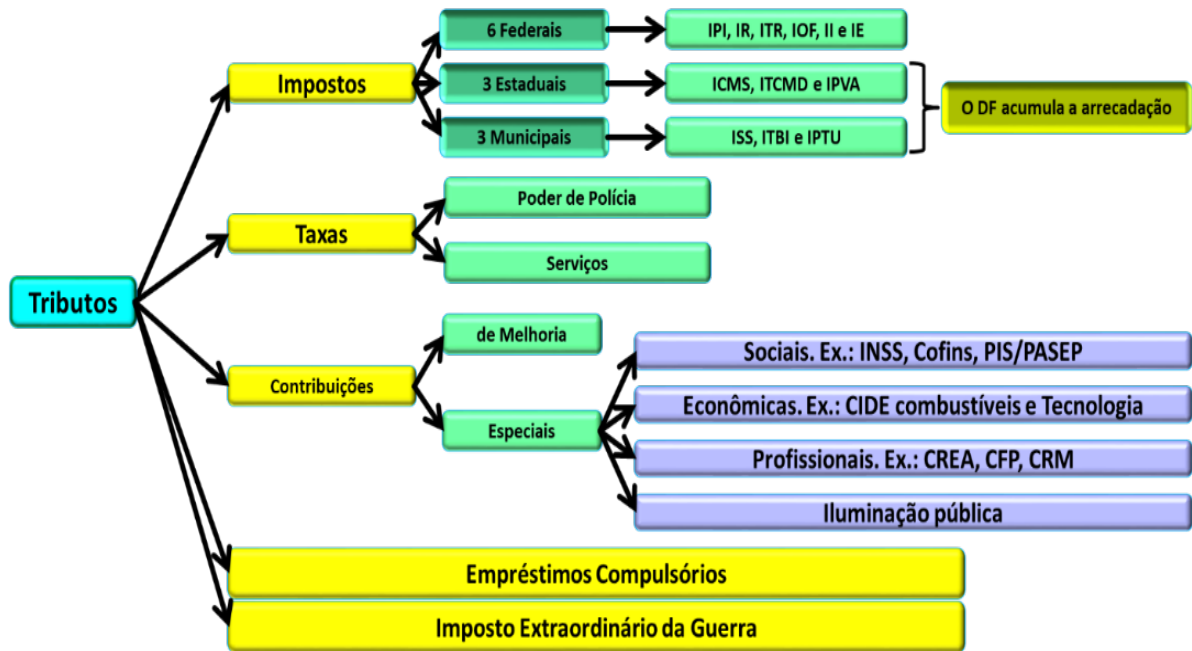 Tributos
Impostos
6 Federais
IPI, IR, ITR, IOF, II e IE
3 Estaduais
ICMS, ITCMD e IPVA
3 Municipais
ISS, ITBI e IPTU
O DF acumula a arrecadação
Taxas
Poder de Polícia
Serviços
Contribuições
de Melhoria
Especiais
Sociais. Ex.: INSS, Cofins, PIS/PASEP
Econômicas. Ex.: CIDE combustíveis e Tecnologia
Profissionais. Ex.: CREA, CFP, CRM
Iluminação pública
Empréstimos Compulsórios
Imposto Extraordinário da Guerra